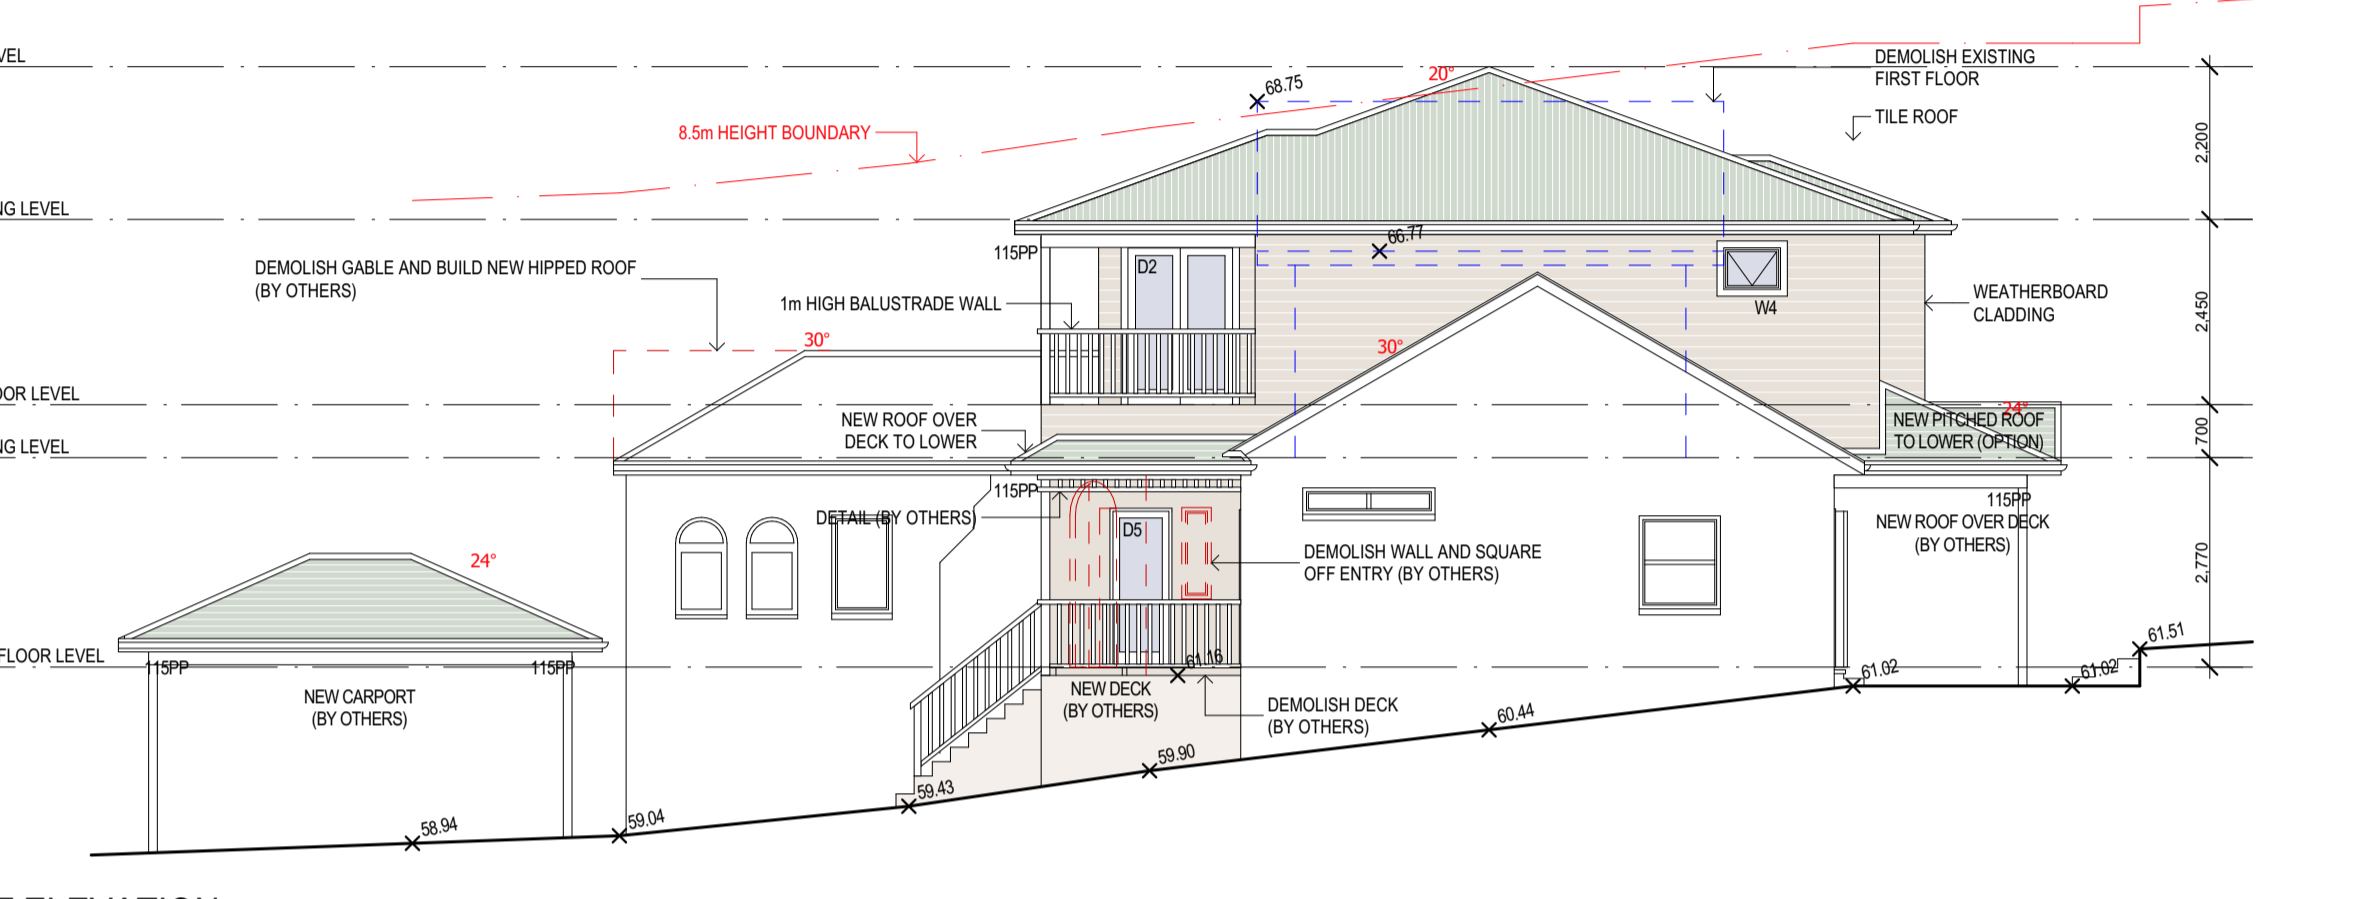 VEL
DEMOLISH EXISTING
FIRST FLOOR
20°
68.75
TILE ROOF
8.5m HEIGHT BOUNDARY
2,200
NG LEVEL
66.77
115PP
DEMOLISH GABLE AND BUILD NEW HIPPED ROOF
(BY OTHERS)
D2
1m HIGH BALUSTRADE WALL
W4
WEATHERBOARD
CLADDING
2,450
30°
30°
OOR LEVEL
24°
NEW ROOF OVER
DECK TO LOWER
NEW PITCHED ROOF
TO LOWER (OPTION)
700
NG LEVEL
115PP
DETAIL (BY OTHERS)
D5
115PP
NEW ROOF OVER DECK
(BY OTHERS)
DEMOLISH WALL AND SQUARE
OFF ENTRY (BY OTHERS)
24°
2,770
FLOOR LEVEL
115PP
115PP
61.16
61.02
61.02
61.51
NEW CARPORT
(BY OTHERS)
NEW DECK
(BY OTHERS)
DEMOLISH DECK
(BY OTHERS)
60.44
59.90
59.43
59.04
58.94